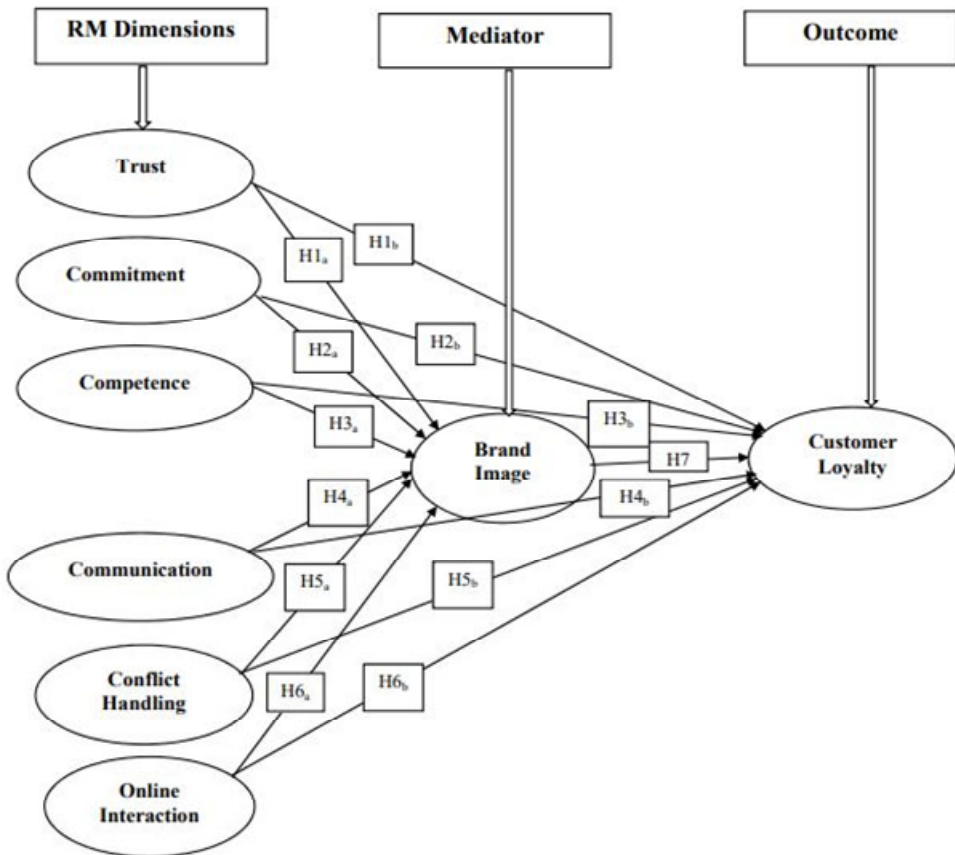 RM Dimensions
Mediator
Outcome
Trust
H1b
H1a
Commitment
H2b
H2a
Competence
H3b
H3a
Brand
Image
H7
Customer
Loyalty
H4a
H4b
Communication
H5a
H5b
Conflict
Handling
H6a
H6b
Online
Interaction